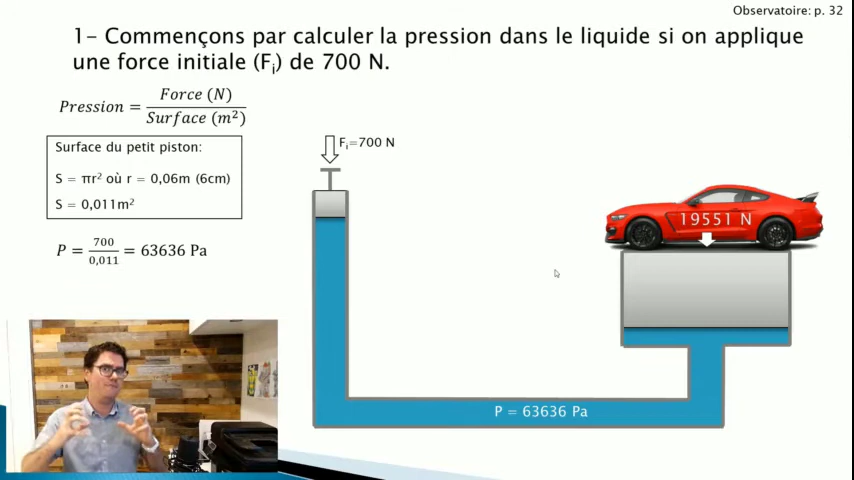 Observatoire: p. 32
1- Commençons par calculer la pression dans le liquide si on applique
une force initiale (Fi) de 700 N.
Pression = Force (N) / Surface (m²)
Surface du petit piston:
S = πr² où r = 0,06m (6cm)
S = 0,011m²
P = 700 / 0,011 = 63636 Pa
Fi=700 N
19551 N
P = 63636 Pa